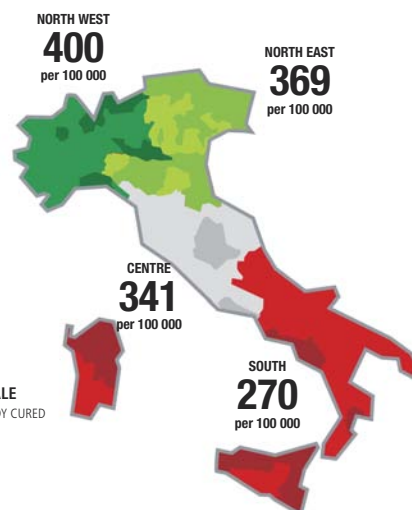 NORTH WEST
400
per 100 000
NORTH EAST
369
per 100 000
CENTRE
341
per 100 000
SOUTH
270
per 100 000
CURED